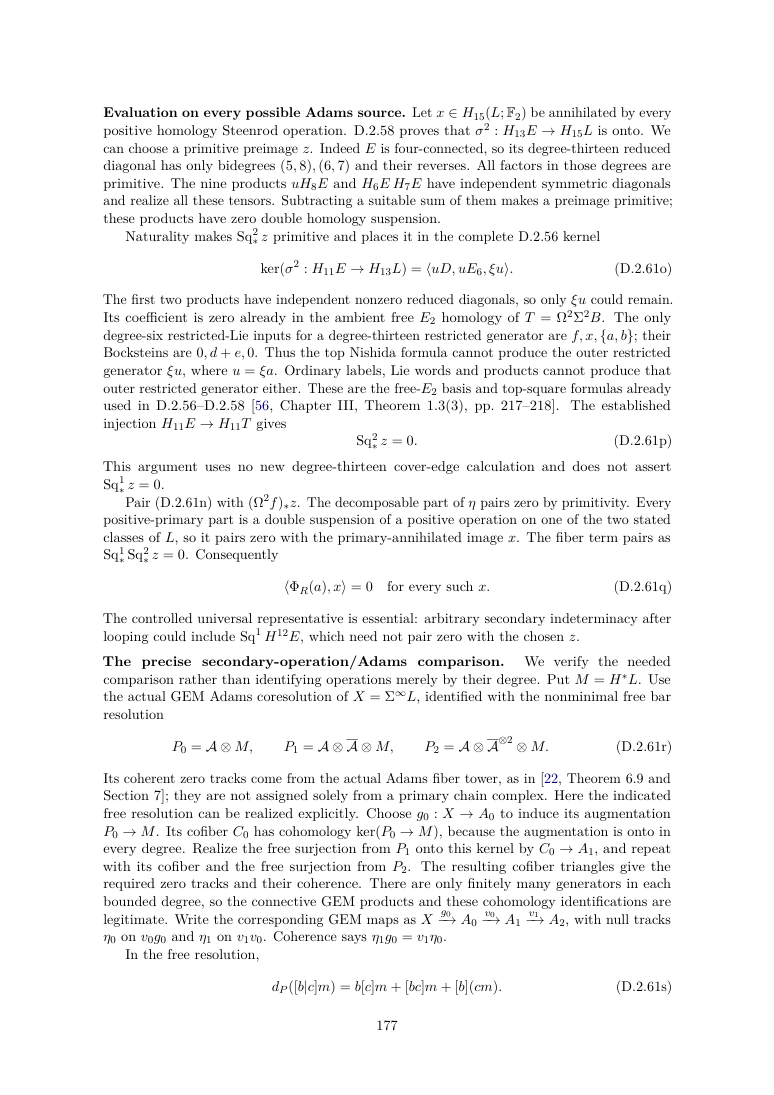 Evaluation on every possible Adams source. Let x ∈ H₁₅(L; 𝔽₂) be annihilated by every
positive homology Steenrod operation. D.2.58 proves that σ² : H₁₃E → H₁₅L is onto. We
can choose a primitive preimage z. Indeed E is four-connected, so its degree-thirteen reduced
diagonal has only bidegrees (5, 8), (6, 7) and their reverses. All factors in those degrees are
primitive. The nine products uH₈E and H₆E H₇E have independent symmetric diagonals
and realize all these tensors. Subtracting a suitable sum of them makes a preimage primitive;
these products have zero double homology suspension.
Naturality makes Sq²_* z primitive and places it in the complete D.2.56 kernel
ker(σ² : H₁₁E → H₁₃L) = ⟨uD, uE₆, ξu⟩. (D.2.61o)
The first two products have independent nonzero reduced diagonals, so only ξu could remain.
Its coefficient is zero already in the ambient free E₂ homology of T = Ω²Σ²B. The only
degree-six restricted-Lie inputs for a degree-thirteen restricted generator are f, x, {a, b}; their
Bocksteins are 0, d + e, 0. Thus the top Nishida formula cannot produce the outer restricted
generator ξu, where u = ξa. Ordinary labels, Lie words and products cannot produce that
outer restricted generator either. These are the free-E₂ basis and top-square formulas already
used in D.2.56–D.2.58 [56, Chapter III, Theorem 1.3(3), pp. 217–218]. The established
injection H₁₁E → H₁₁T gives
Sq²_* z = 0. (D.2.61p)
This argument uses no new degree-thirteen cover-edge calculation and does not assert
Sq¹_* z = 0.
Pair (D.2.61n) with (Ω²f)_*z. The decomposable part of η pairs zero by primitivity. Every
positive-primary part is a double suspension of a positive operation on one of the two stated
classes of L, so it pairs zero with the primary-annihilated image x. The fiber term pairs as
Sq¹_* Sq²_* z = 0. Consequently
⟨Φ_R(a), x⟩ = 0 for every such x. (D.2.61q)
The controlled universal representative is essential: arbitrary secondary indeterminacy after
looping could include Sq¹ H¹²E, which need not pair zero with the chosen z.
The precise secondary-operation/Adams comparison. We verify the needed
comparison rather than identifying operations merely by their degree. Put M = H*L. Use
the actual GEM Adams coresolution of X = Σ^∞L, identified with the nonminimal free bar
resolution
P₀ = 𝒜 ⊗ M, P₁ = 𝒜 ⊗ 𝒜̅ ⊗ M, P₂ = 𝒜 ⊗ 𝒜̅^{⊗2} ⊗ M. (D.2.61r)
Its coherent zero tracks come from the actual Adams fiber tower, as in [22, Theorem 6.9 and
Section 7]; they are not assigned solely from a primary chain complex. Here the indicated
free resolution can be realized explicitly. Choose g₀ : X → A₀ to induce its augmentation
P₀ → M. Its cofiber C₀ has cohomology ker(P₀ → M), because the augmentation is onto in
every degree. Realize the free surjection from P₁ onto this kernel by C₀ → A₁, and repeat
with its cofiber and the free surjection from P₂. The resulting cofiber triangles give the
required zero tracks and their coherence. There are only finitely many generators in each
bounded degree, so the connective GEM products and these cohomology identifications are
legitimate. Write the corresponding GEM maps as X →^{g₀} A₀ →^{v₀} A₁ →^{v₁} A₂, with null tracks
η₀ on v₀g₀ and η₁ on v₁v₀. Coherence says η₁g₀ = v₁η₀.
In the free resolution,
d_P([b|c]m) = b[c]m + [bc]m + [b](cm). (D.2.61s)
177